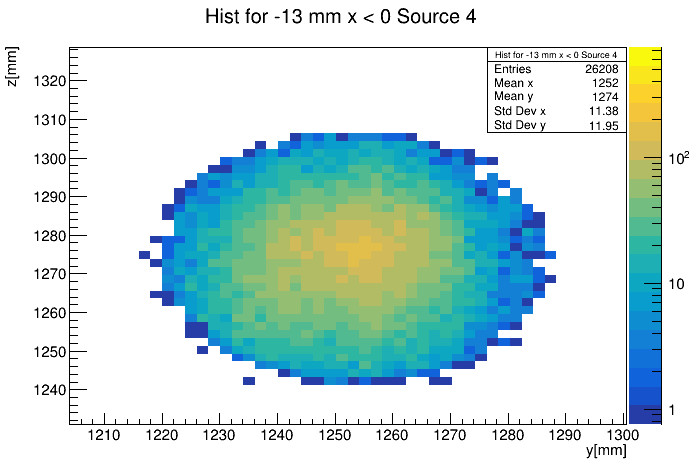 Hist for -13 mm x < 0 Source 4
z[mm]
Hist for -13 mm x < 0 Source 4
Entries 26208
Mean x 1252
Mean y 1274
Std Dev x 11.38
Std Dev y 11.95
1320
1310
1300
1290
1280
1270
1260
1250
1240
10²
10
1
1210 1220 1230 1240 1250 1260 1270 1280 1290 1300
y[mm]